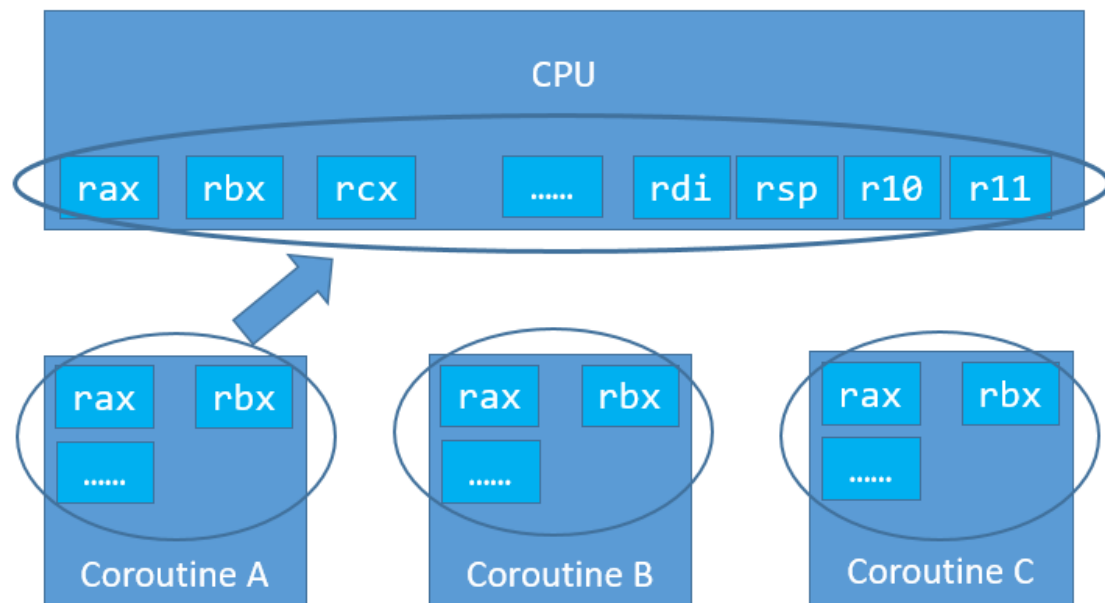 CPU
rax rbx rcx …… rdi rsp r10 r11
rax rbx
……
Coroutine A
rax rbx
……
Coroutine B
rax rbx
……
Coroutine C